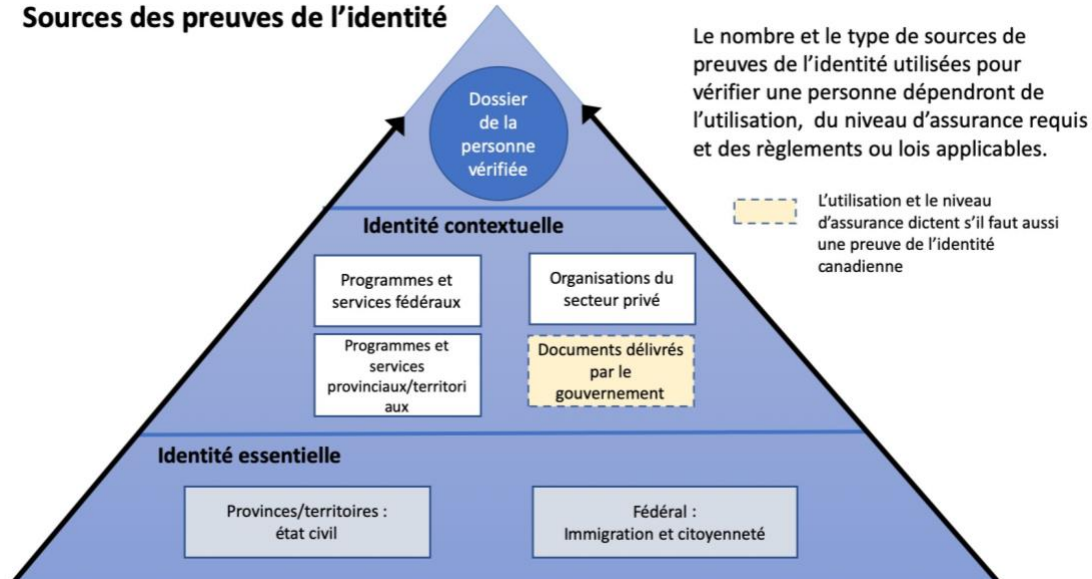 Sources des preuves de l’identité
Le nombre et le type de sources de
preuves de l’identité utilisées pour
vérifier une personne dépendront de
l’utilisation, du niveau d’assurance requis
et des règlements ou lois applicables.
L’utilisation et le niveau
d’assurance dictent s’il faut aussi
une preuve de l’identité
canadienne
Dossier
de la
personne
vérifiée
Identité contextuelle
Programmes et
services fédéraux
Organisations du
secteur privé
Programmes et
services
provinciaux/territori
aux
Documents délivrés
par le
gouvernement
Identité essentielle
Provinces/territoires :
état civil
Fédéral :
Immigration et citoyenneté